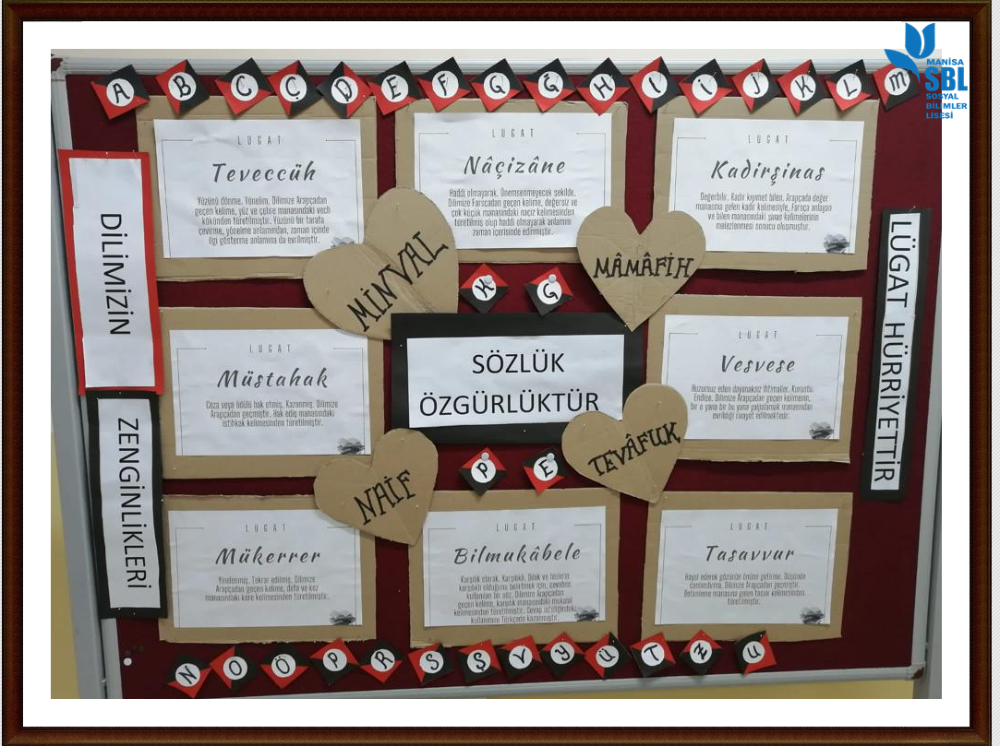 MANİSA
SBL
SOSYAL
BİLİMLER
LİSESİ
A B C Ç D E F G Ğ H I İ J K L M
DİLİMİZİN
ZENGİNLİKLERİ
LUGAT
Teveccüh
Yüzünü dönme. Yönelim. Dilimize Arapçadan
geçen kelime, yüz ve çehre manasındaki vech
kökünden türetilmiştir. Yüzünü bir tarafa
çevirme, yönelme anlamından, zaman içinde
ilgi gösterme anlamına da evrilmiştir.
LUGAT
Nâçizâne
Haddi olmayarak. Önemsenmeyecek şekilde.
Dilimize Farsçadan geçen kelime, değersiz ve
çok küçük manasındaki naciz kelimesinden
türetilmiş olup haddi olmayarak anlamını
zaman içerisinde edinmiştir.
LUGAT
Kadirşinas
Değerbilir. Kadir kıymet bilen. Arapçada değer
manasına gelen kadir kelimesiyle, Farsça anlayan
ve bilen manasındaki şinas kelimelerinin
melezlenmesi sonucu oluşmuştur.
MİNVAL
MÂMÂFİH
K G
LÜGAT HÜRRİYETTİR
LUGAT
Müstahak
Ceza veya ödülü hak etmiş. Kazanmış. Dilimize
Arapçadan geçmiştir. Hak ediş manasındaki
istihkak kelimesinden türetilmiştir.
SÖZLÜK
ÖZGÜRLÜKTÜR
LUGAT
Vesvese
Huzursuz eden dayanaksız ihtimaller. Kuruntu.
Endişe. Dilimize Arapçadan geçen kelimenin,
bir o yana bir bu yana yalpalamak manasından
evrildiği rivayet edilmektedir.
NAİF
TEVÂFUK
P E
LUGAT
Mükerrer
Yinelenmiş. Tekrar edilmiş. Dilimize
Arapçadan geçen kelime, defa ve kez
manasındaki kere kelimesinden türetilmiştir.
LUGAT
Bilmukâbele
Karşılık olarak. Karşılıklı. Dilek ve hislerin
karşılıklı olduğunu belirtmek için, cevaben
kullanılan bir söz. Dilimize Arapçadan
geçen kelime, karşılık manasındaki mukabil
kelimesinden türetilmiştir. Cevap
kullanımını Türkçede kazanmıştır.
LUGAT
Tasavvur
Hayal ederek gözünün önüne getirme. Düşünde
canlandırma. Dilimize Arapçadan geçmiştir.
Betimleme manasına gelen tasvir kelimesinden
türetilmiştir.
N O Ö P R S Ş V Y Ü T Z U